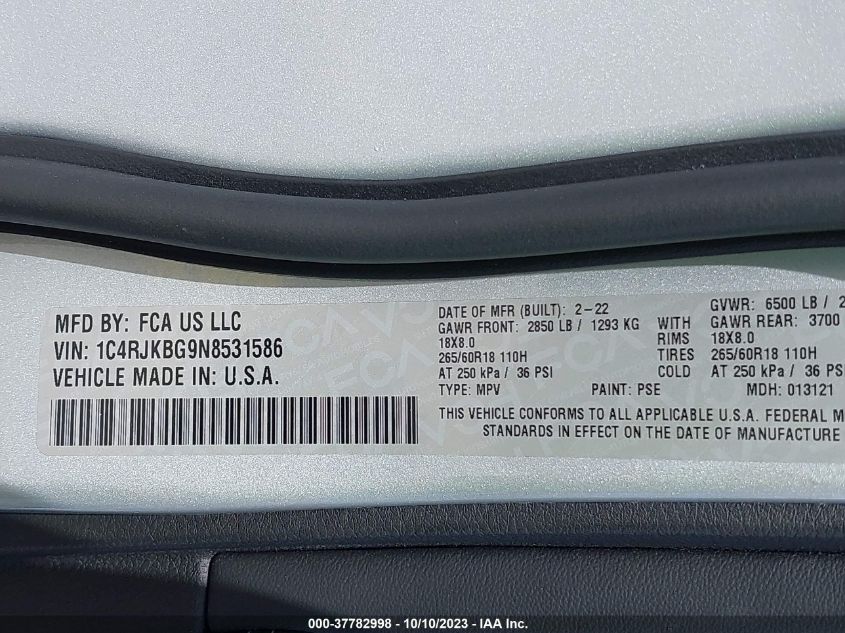 MFD BY: FCA US LLC
VIN: 1C4RJKBG9N8531586
VEHICLE MADE IN: U.S.A.
DATE OF MFR (BUILT): 2-22 GVWR: 6500 LB / 2
GAWR FRONT: 2850 LB / 1293 KG WITH GAWR REAR: 3700
18X8.0 RIMS 18X8.0
265/60R18 110H TIRES 265/60R18 110H
AT 250 kPa / 36 PSI COLD AT 250 kPa / 36 PSI
TYPE: MPV PAINT: PSE MDH: 013121
THIS VEHICLE CONFORMS TO ALL APPLICABLE U.S.A. FEDERAL M
STANDARDS IN EFFECT ON THE DATE OF MANUFACTURE
000-37782998 - 10/10/2023 - IAA Inc.